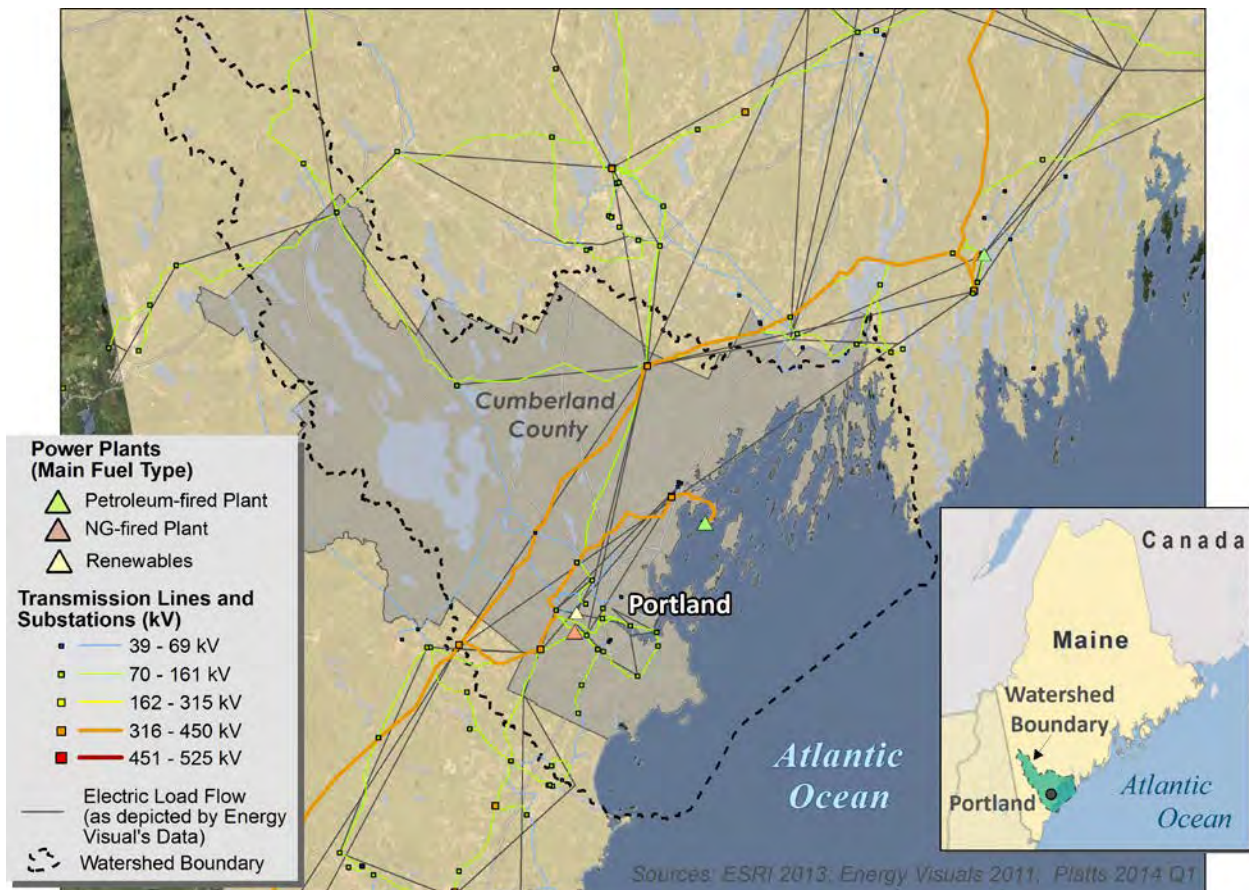 Cumberland
County
Portland
Atlantic
Ocean
Power Plants
(Main Fuel Type)
Petroleum-fired Plant
NG-fired Plant
Renewables
Transmission Lines and
Substations (kV)
39 - 69 kV
70 - 161 kV
162 - 315 kV
316 - 450 kV
451 - 525 kV
Electric Load Flow
(as depicted by Energy
Visual's Data)
Watershed Boundary
Canada
Maine
Watershed
Boundary
Portland
Atlantic
Ocean
Sources: ESRI 2013; Energy Visuals 2011; Platts 2014 Q1